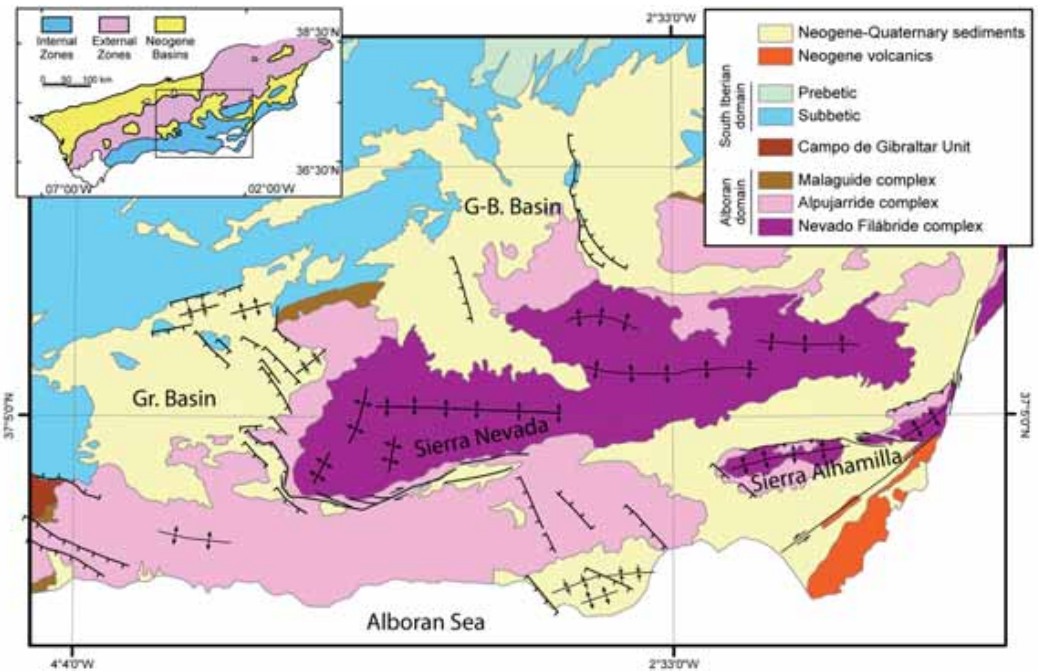 Internal
Zones
External
Zones
Neogene
Basins
0 50 100 km
38°30'N
36°30'N
07°00'W
02°00'W
2°33'0"W
Neogene-Quaternary sediments
Neogene volcanics
South Iberian
domain
Prebetic
Subbetic
Campo de Gibraltar Unit
Alboran
domain
Malaguide complex
Alpujarride complex
Nevado Filábride complex
G-B. Basin
Gr. Basin
37°5'0"N
37°5'0"N
Sierra Nevada
Sierra Alhamilla
Alboran Sea
4°4'0"W
2°33'0"W